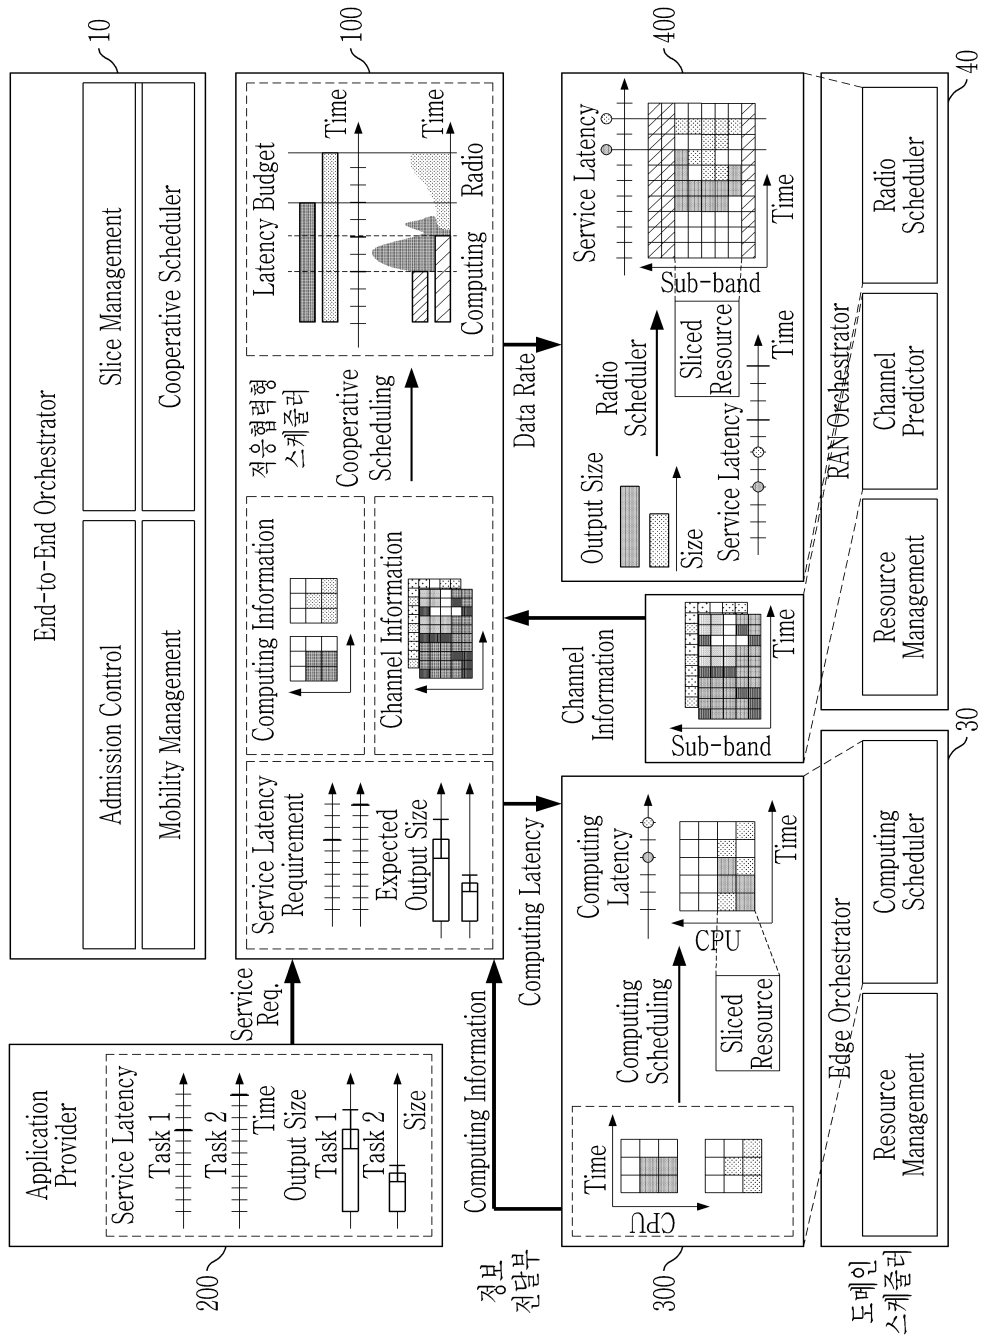 End-to-End Orchestrator
10
Admission Control
Slice Management
Mobility Management
Cooperative Scheduler
Application
Provider
200
Service Latency
Task 1
Task 2
Time
Output Size
Task 1
Task 2
Size
Service
Req.
100
Service Latency
Requirement
Expected
Output Size
Computing Information
Channel Information
적응협력형
스케줄러
Cooperative
Scheduling
Latency Budget
Time
Time
Computing
Radio
정보
전달부
Computing Information
Computing Latency
Channel
Information
Data Rate
300
Time
CPU
Computing
Scheduling
Sliced
Resource
Computing
Latency
CPU
Time
Sub-band
Time
400
Output Size
Size
Radio
Scheduler
Service Latency
Time
Sliced
Resource
Service Latency
Sub-band
Time
도메인
스케줄러
Edge Orchestrator
30
Resource
Management
Computing
Scheduler
RAN Orchestrator
40
Resource
Management
Channel
Predictor
Radio
Scheduler